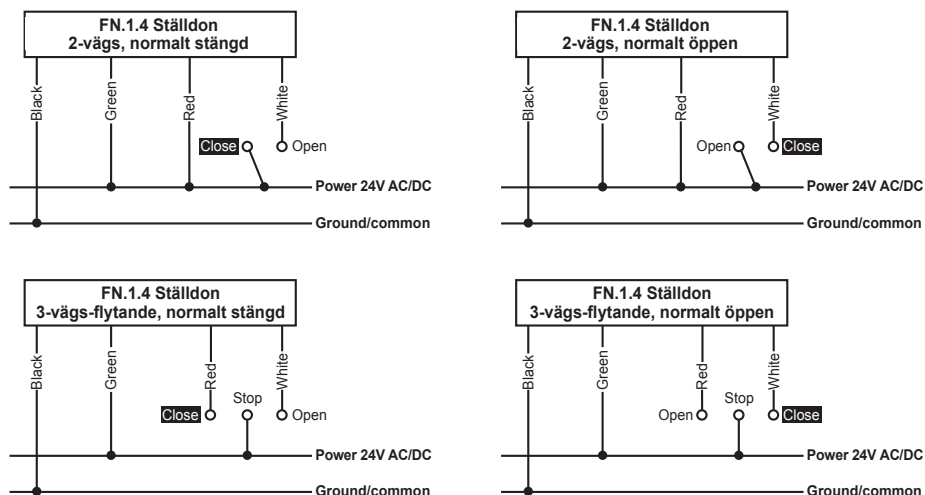 FN.1.4 Ställdon
2-vägs, normalt stängd
Black
Green
Red
White
Close
Open
Power 24V AC/DC
Ground/common
FN.1.4 Ställdon
2-vägs, normalt öppen
Black
Green
Red
White
Open
Close
Power 24V AC/DC
Ground/common
FN.1.4 Ställdon
3-vägs-flytande, normalt stängd
Black
Green
Red
White
Stop
Close
Open
Power 24V AC/DC
Ground/common
FN.1.4 Ställdon
3-vägs-flytande, normalt öppen
Black
Green
Red
White
Stop
Open
Close
Power 24V AC/DC
Ground/common